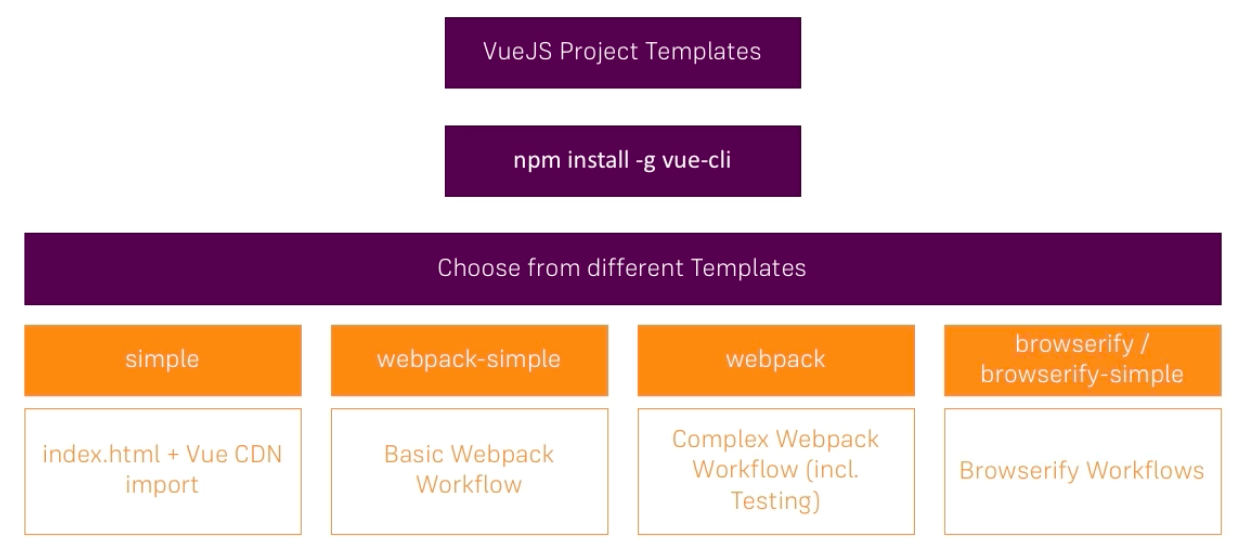 VueJS Project Templates
npm install -g vue-cli
Choose from different Templates
simple
webpack-simple
webpack
browserify /
browserify-simple
index.html + Vue CDN
import
Basic Webpack
Workflow
Complex Webpack
Workflow (incl.
Testing)
Browserify Workflows